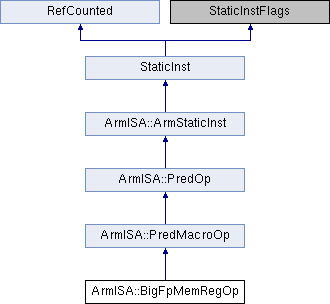 RefCounted
StaticInstFlags
StaticInst
ArmISA::ArmStaticInst
ArmISA::PredOp
ArmISA::PredMacroOp
ArmISA::BigFpMemRegOp